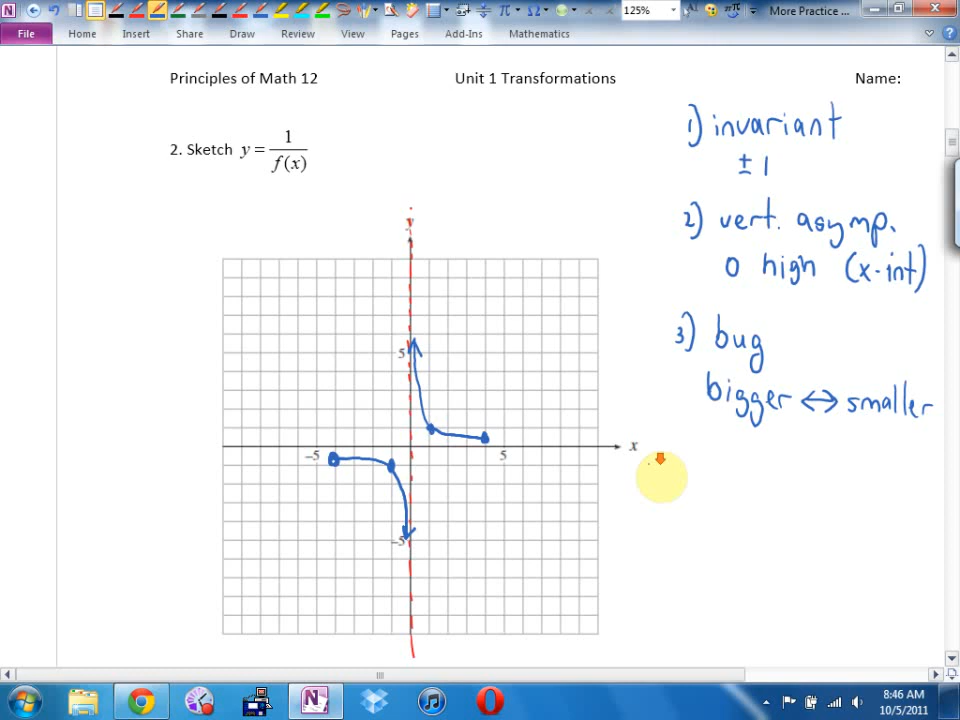 125%
More Practice ...
File Home Insert Share Draw Review View Pages Add-Ins Mathematics
Principles of Math 12 Unit 1 Transformations Name:
2. Sketch y = 1 / f(x)
1) invariant
± 1
2) vert. asymp.
0 high (x-int)
3) bug
bigger ↔ smaller
y
5
-5 5 x
-5
8:46 AM
10/5/2011